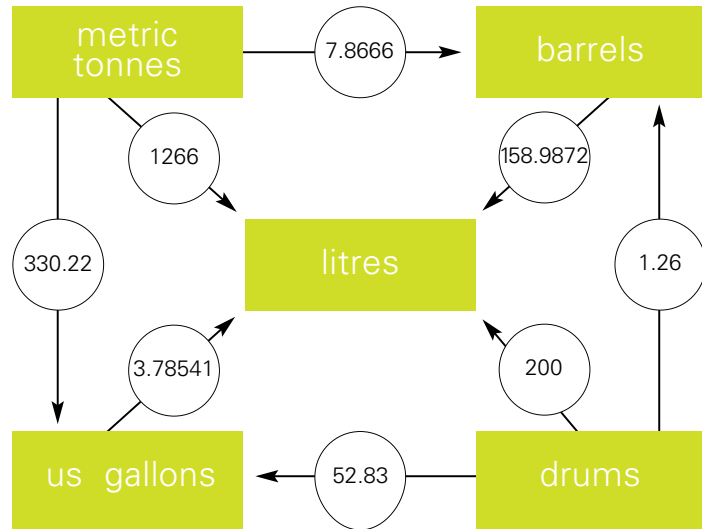 metric
tonnes
7.8666
barrels
1266
158.9872
330.22
litres
1.26
3.78541
200
us gallons
52.83
drums